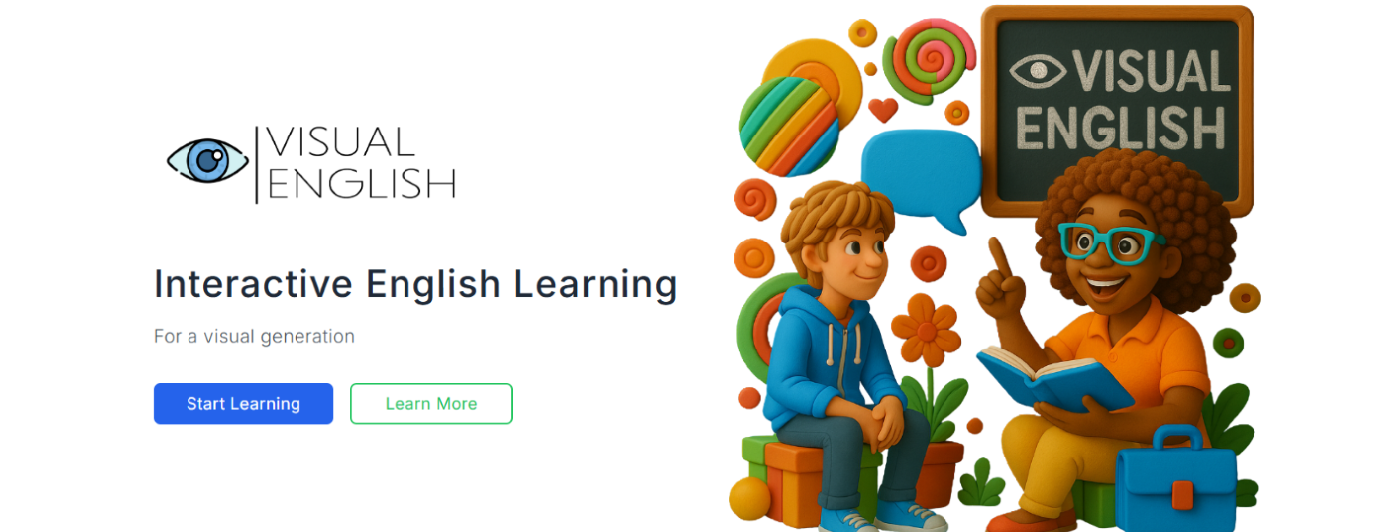 VISUAL
ENGLISH
Interactive English Learning
For a visual generation
Start Learning
Learn More
VISUAL
ENGLISH